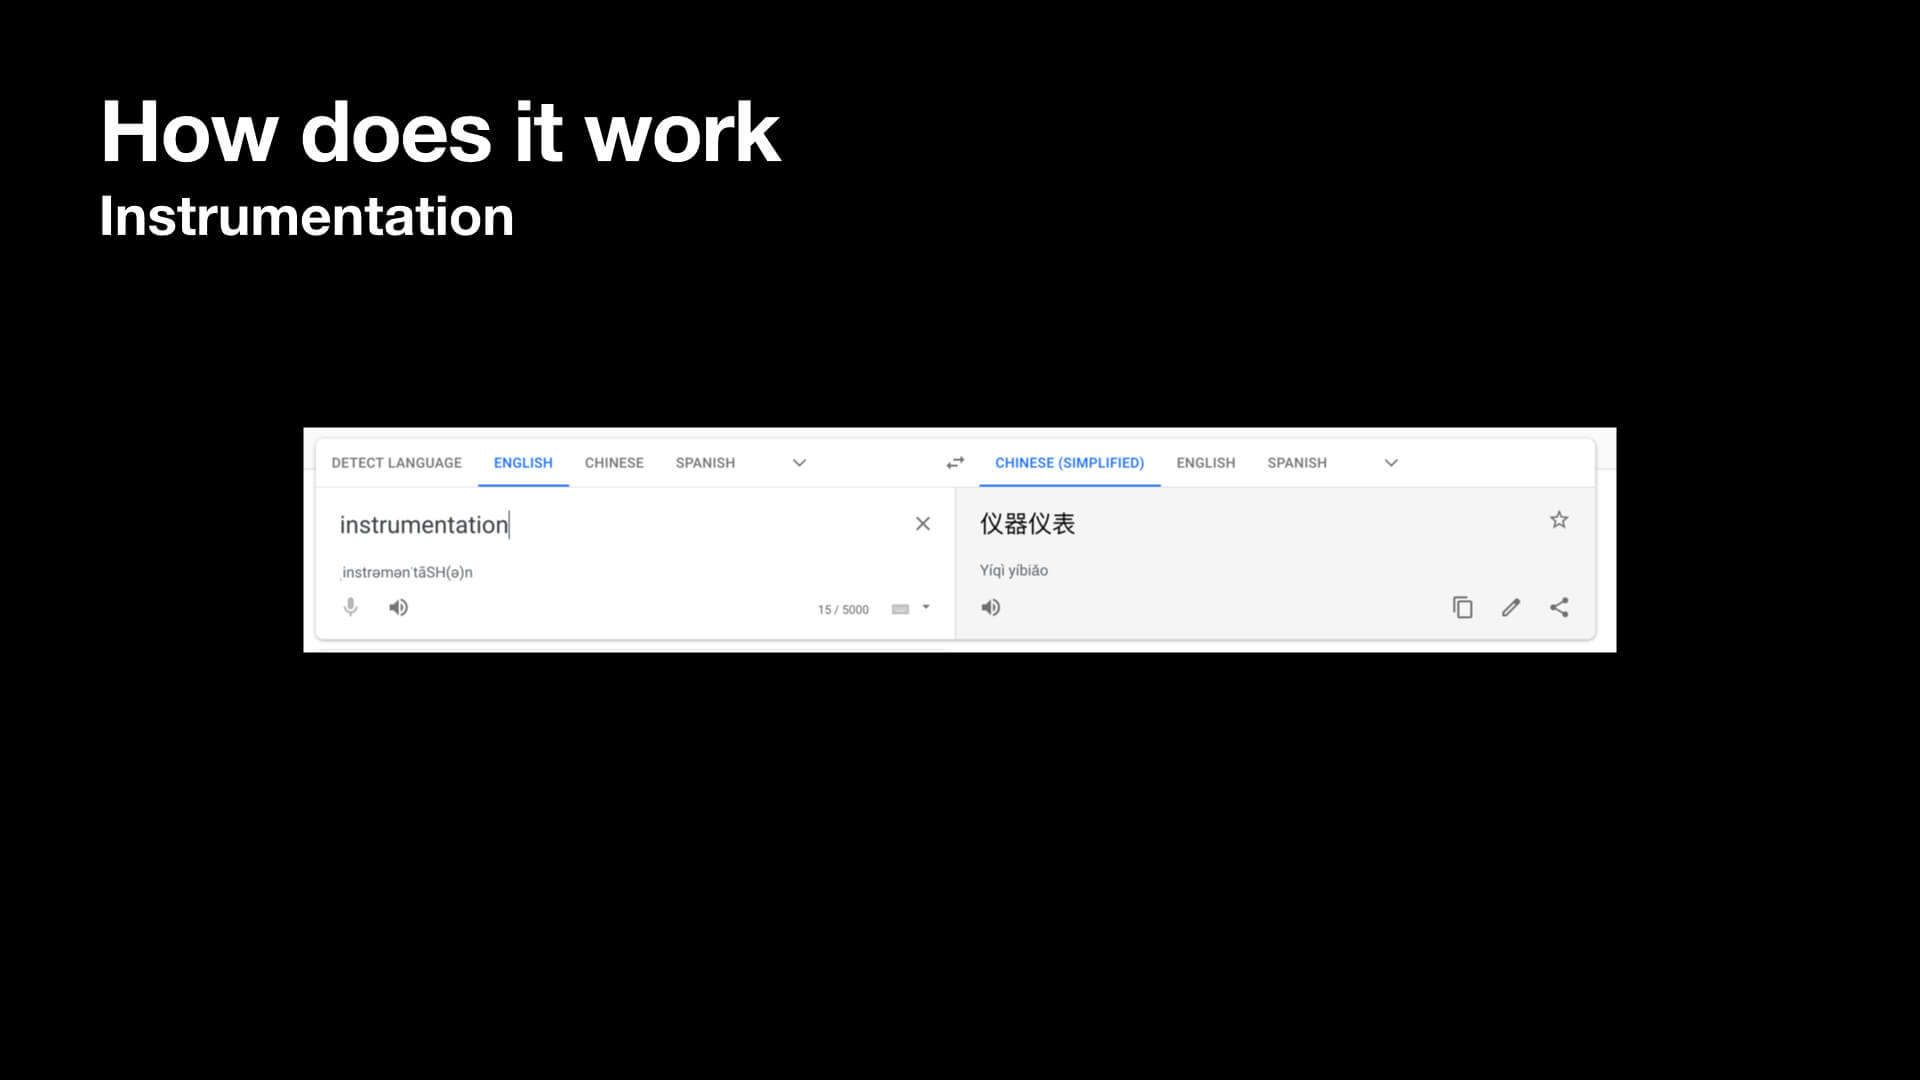 How does it work
Instrumentation
DETECT LANGUAGE ENGLISH CHINESE SPANISH CHINESE (SIMPLIFIED) ENGLISH SPANISH
instrumentation
仪器仪表
ˌinstrəmənˈtāSH(ə)n
Yíqì yíbiǎo
15 / 5000